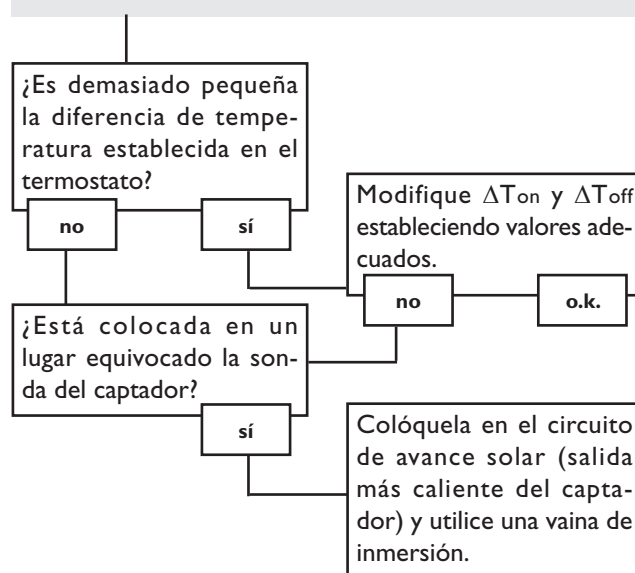 ¿Es demasiado pequeña
la diferencia de tempe-
ratura establecida en el
termostato?
no
sí
Modifique ΔTon y ΔToff
estableciendo valores ade-
cuados.
no
o.k.
¿Está colocada en un
lugar equivocado la son-
da del captador?
sí
Colóquela en el circuito
de avance solar (salida
más caliente del capta-
dor) y utilice una vaina de
inmersión.